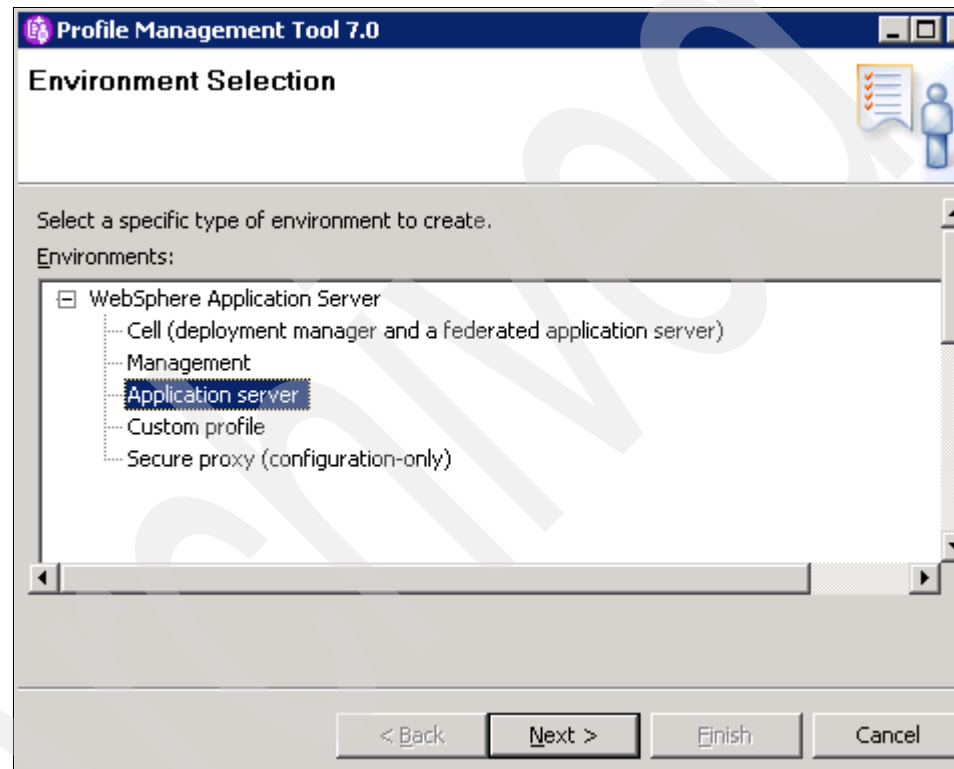 Profile Management Tool 7.0
Environment Selection
Select a specific type of environment to create.
Environments:
WebSphere Application Server
Cell (deployment manager and a federated application server)
Management
Application server
Custom profile
Secure proxy (configuration-only)
< Back Next > Finish Cancel